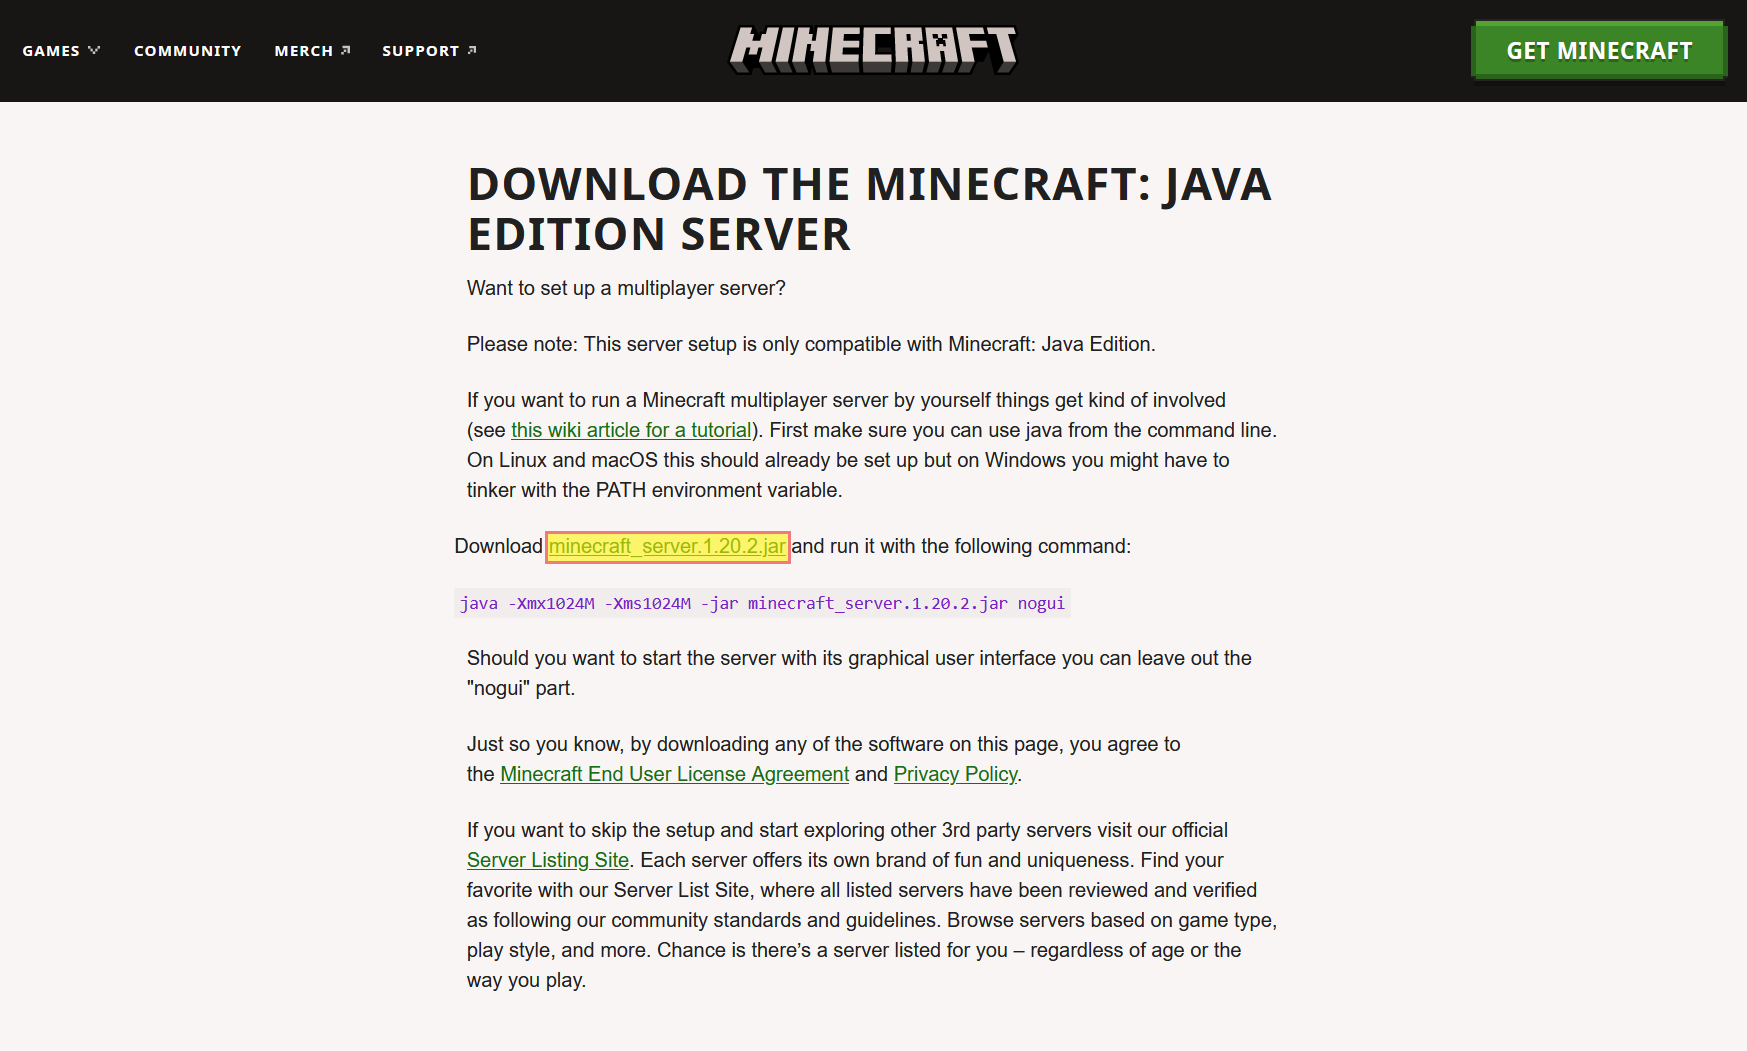 GAMES COMMUNITY MERCH SUPPORT MINECRAFT GET MINECRAFT
DOWNLOAD THE MINECRAFT: JAVA
EDITION SERVER
Want to set up a multiplayer server?
Please note: This server setup is only compatible with Minecraft: Java Edition.
If you want to run a Minecraft multiplayer server by yourself things get kind of involved
(see this wiki article for a tutorial). First make sure you can use java from the command line.
On Linux and macOS this should already be set up but on Windows you might have to
tinker with the PATH environment variable.
Download minecraft_server.1.20.2.jar and run it with the following command:
java -Xmx1024M -Xms1024M -jar minecraft_server.1.20.2.jar nogui
Should you want to start the server with its graphical user interface you can leave out the
"nogui" part.
Just so you know, by downloading any of the software on this page, you agree to
the Minecraft End User License Agreement and Privacy Policy.
If you want to skip the setup and start exploring other 3rd party servers visit our official
Server Listing Site. Each server offers its own brand of fun and uniqueness. Find your
favorite with our Server List Site, where all listed servers have been reviewed and verified
as following our community standards and guidelines. Browse servers based on game type,
play style, and more. Chance is there’s a server listed for you – regardless of age or the
way you play.